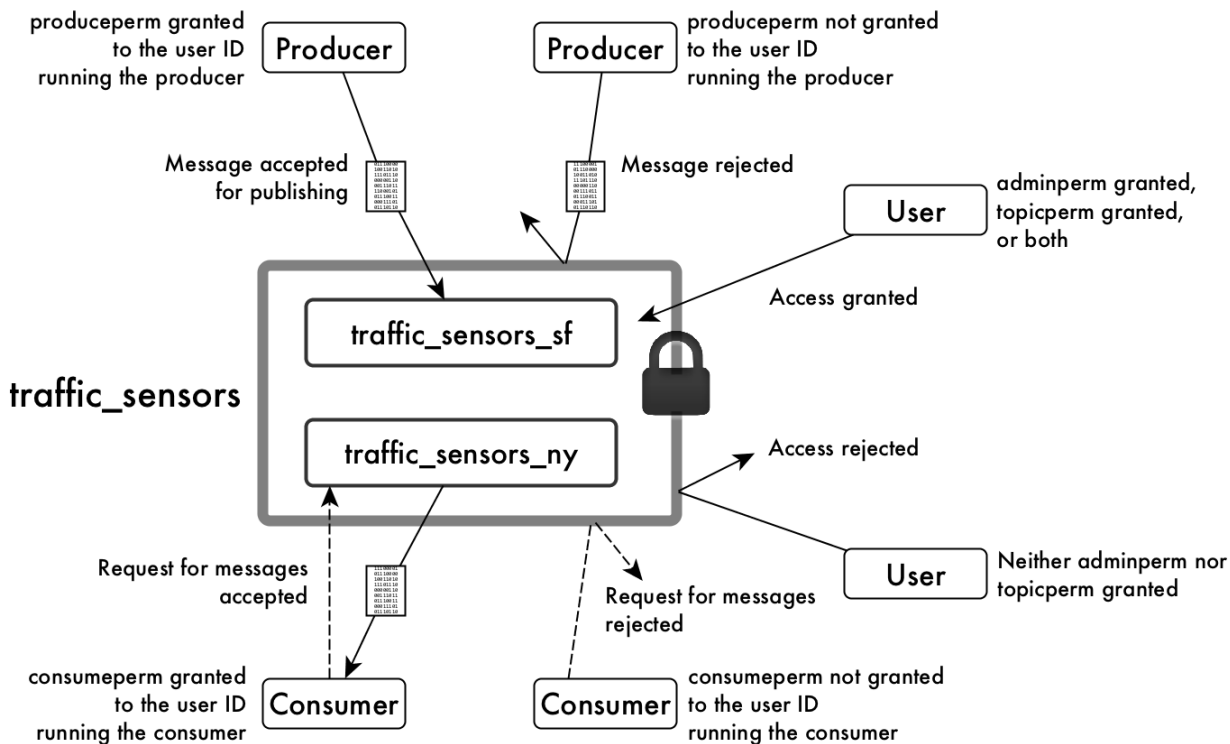 produceperm granted
to the user ID
running the producer
Producer
Producer
produceperm not granted
to the user ID
running the producer
Message accepted
for publishing
Message rejected
User
adminperm granted,
topicperm granted,
or both
Access granted
traffic_sensors_sf
traffic_sensors
traffic_sensors_ny
Access rejected
Request for messages
accepted
Request for messages
rejected
User
Neither adminperm nor
topicperm granted
consumeperm granted
to the user ID
running the consumer
Consumer
Consumer
consumeperm not granted
to the user ID
running the consumer